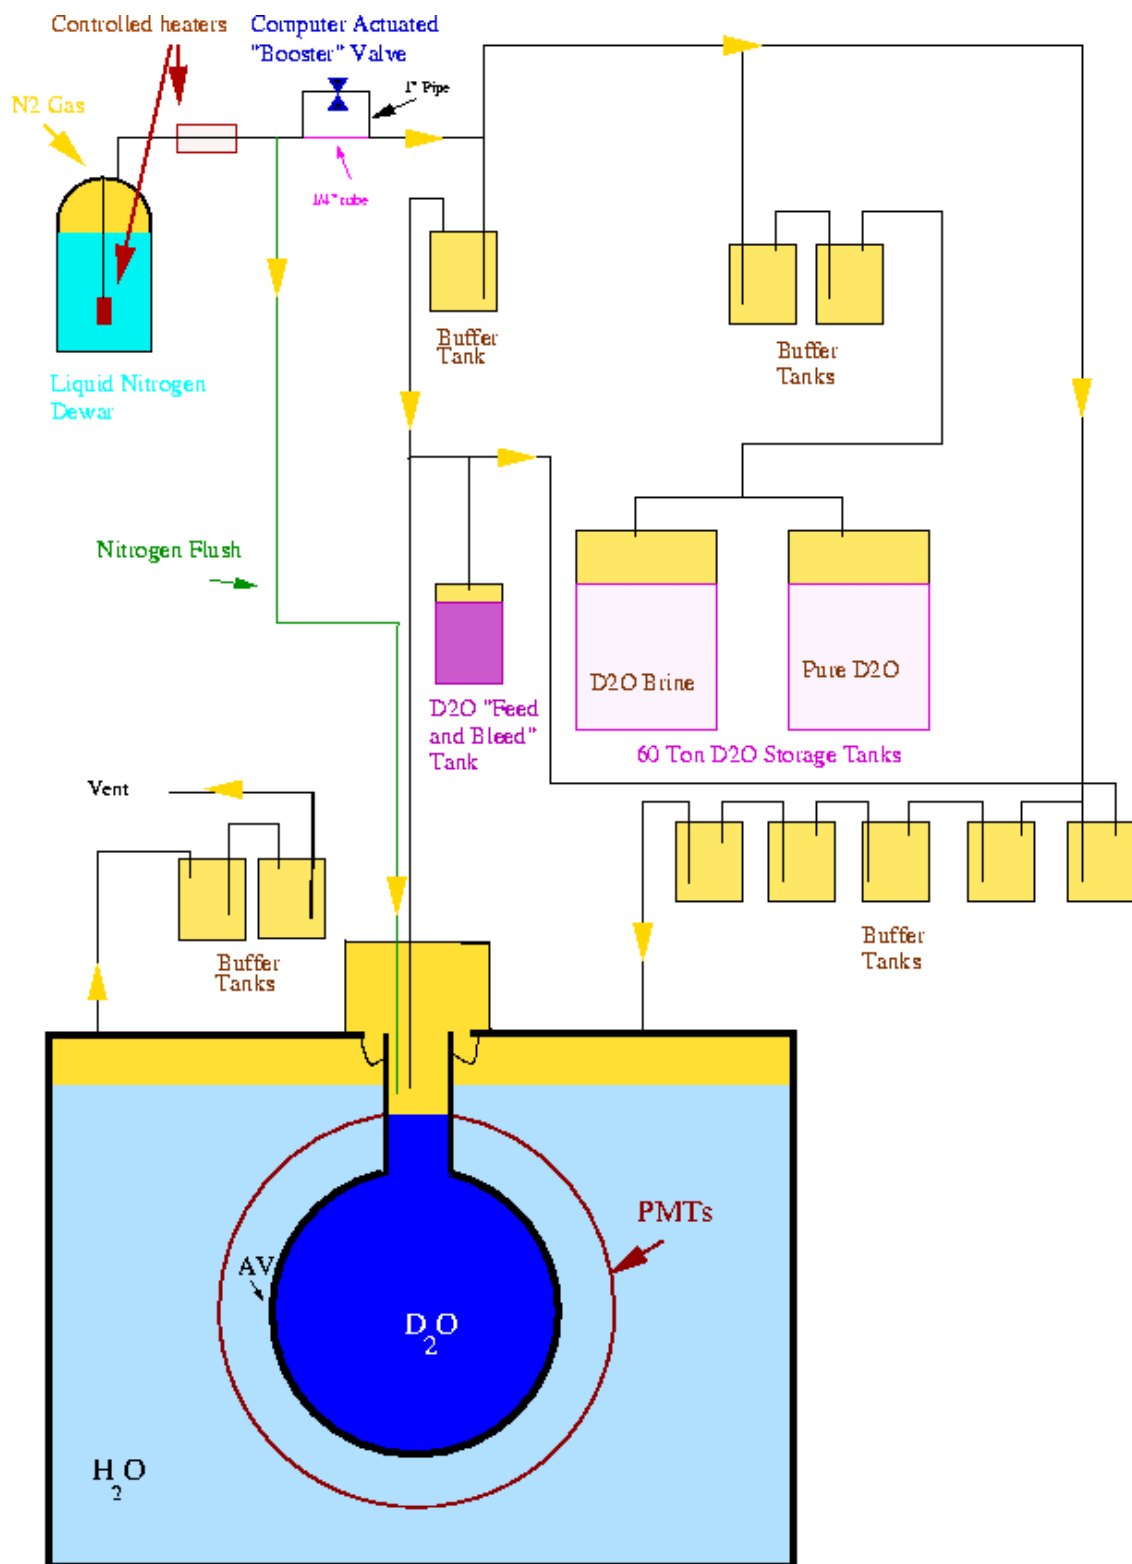 Controlled heaters
Computer Actuated
"Booster" Valve
1" Pipe
N2 Gas
1/4" tube
Buffer
Tank
Buffer
Tanks
Liquid Nitrogen
Dewar
Nitrogen Flush
D2O Brine
Pure D2O
D2O "Feed
and Bleed"
Tank
60 Ton D2O Storage Tanks
Vent
Buffer
Tanks
Buffer
Tanks
PMTs
AV
D2O
H2O